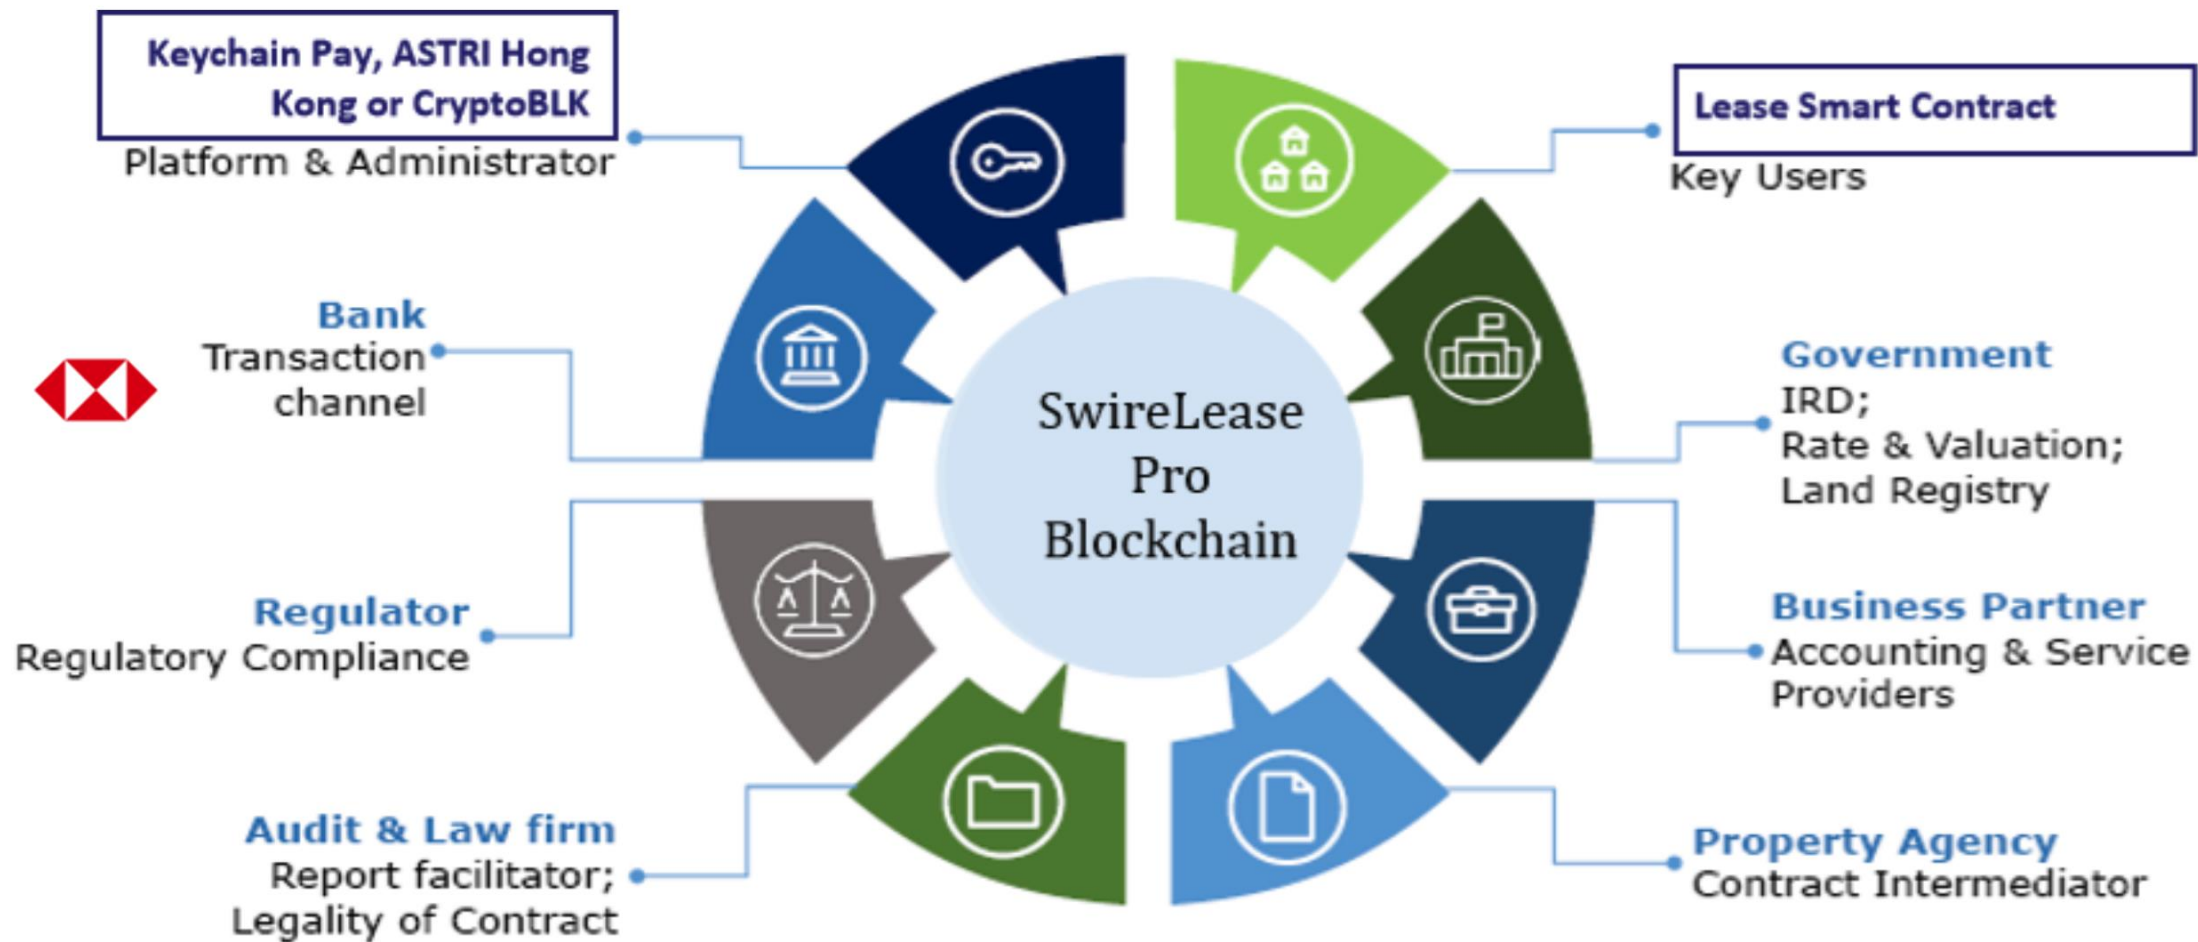 Keychain Pay, ASTRI Hong
Kong or CryptoBLK
Platform & Administrator
Lease Smart Contract
Key Users
Bank
Transaction
channel
Government
IRD;
Rate & Valuation;
Land Registry
SwireLease
Pro
Blockchain
Regulator
Regulatory Compliance
Business Partner
Accounting & Service
Providers
Audit & Law firm
Report facilitator;
Legality of Contract
Property Agency
Contract Intermediator